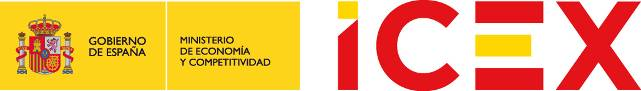 GOBIERNO
DE ESPAÑA
MINISTERIO
DE ECONOMÍA
Y COMPETITIVIDAD
iCEX